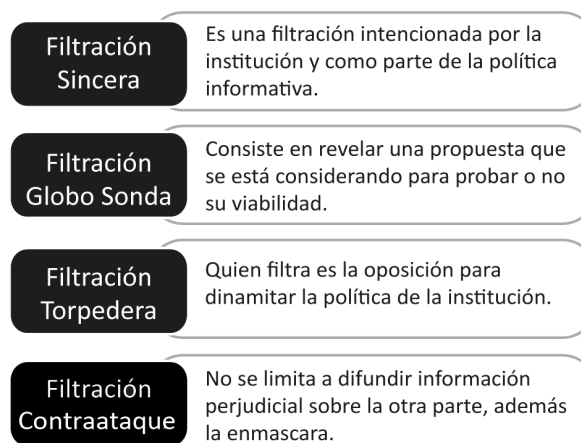 Filtración
Sincera
Es una filtración intencionada por la
institución y como parte de la política
informativa.
Filtración
Globo Sonda
Consiste en revelar una propuesta que
se está considerando para probar o no
su viabilidad.
Filtración
Torpedera
Quien filtra es la oposición para
dinamitar la política de la institución.
Filtración
Contraataque
No se limita a difundir información
perjudicial sobre la otra parte, además
la enmascara.